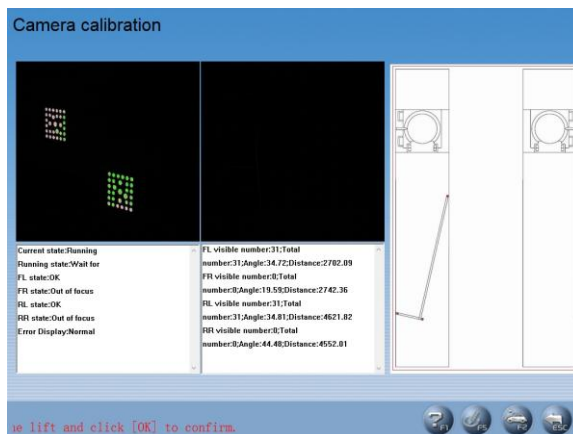 Camera calibration
Current state:Running
Running state:Wait for
FL state:OK
FR state:Out of focus
RL state:OK
RR state:Out of focus
Error Display:Normal
FL visible number:31;Total
number:31;Angle:34.72;Distance:2702.09
FR visible number:0;Total
number:0;Angle:19.59;Distance:2742.36
RL visible number:31;Total
number:31;Angle:34.81;Distance:4621.82
RR visible number:0;Total
number:0;Angle:44.48;Distance:4552.01
e lift and click [OK] to confirm.
F1
F5
F2
ESC